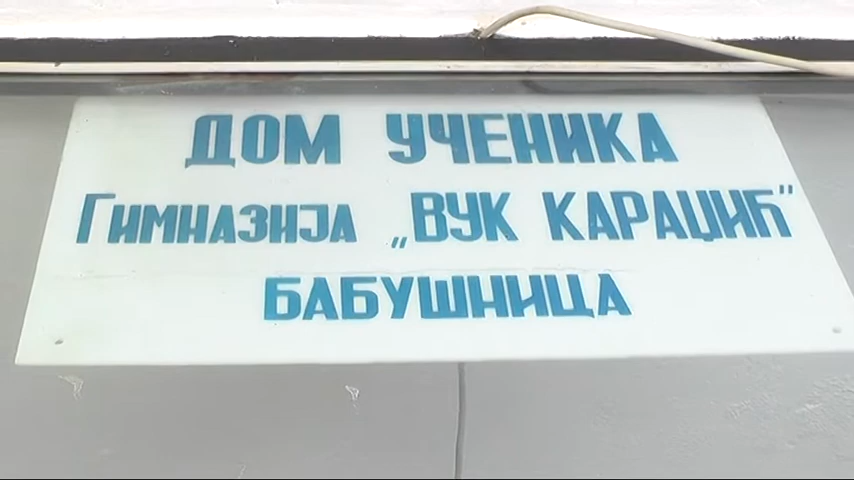 ДОМ УЧЕНИКА
Гимназија „ВУК КАРАЏИЋ”
БАБУШНИЦА